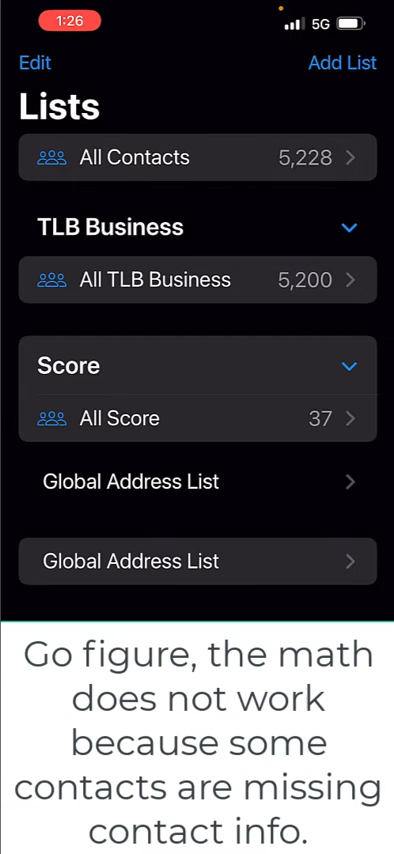 1:26 5G
Edit Add List
Lists
All Contacts 5,228
TLB Business
All TLB Business 5,200
Score
All Score 37
Global Address List
Global Address List
Go figure, the math
does not work
because some
contacts are missing
contact info.